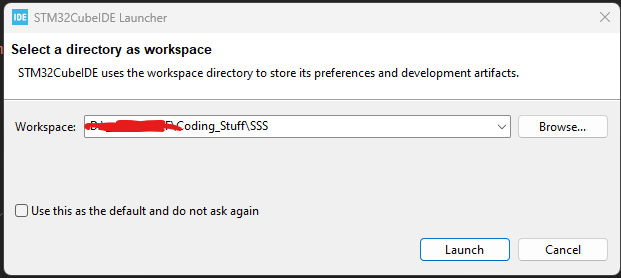 IDE STM32CubeIDE Launcher
Select a directory as workspace
STM32CubeIDE uses the workspace directory to store its preferences and development artifacts.
Workspace: Coding_Stuff\SSS Browse...
Use this as the default and do not ask again
Launch Cancel